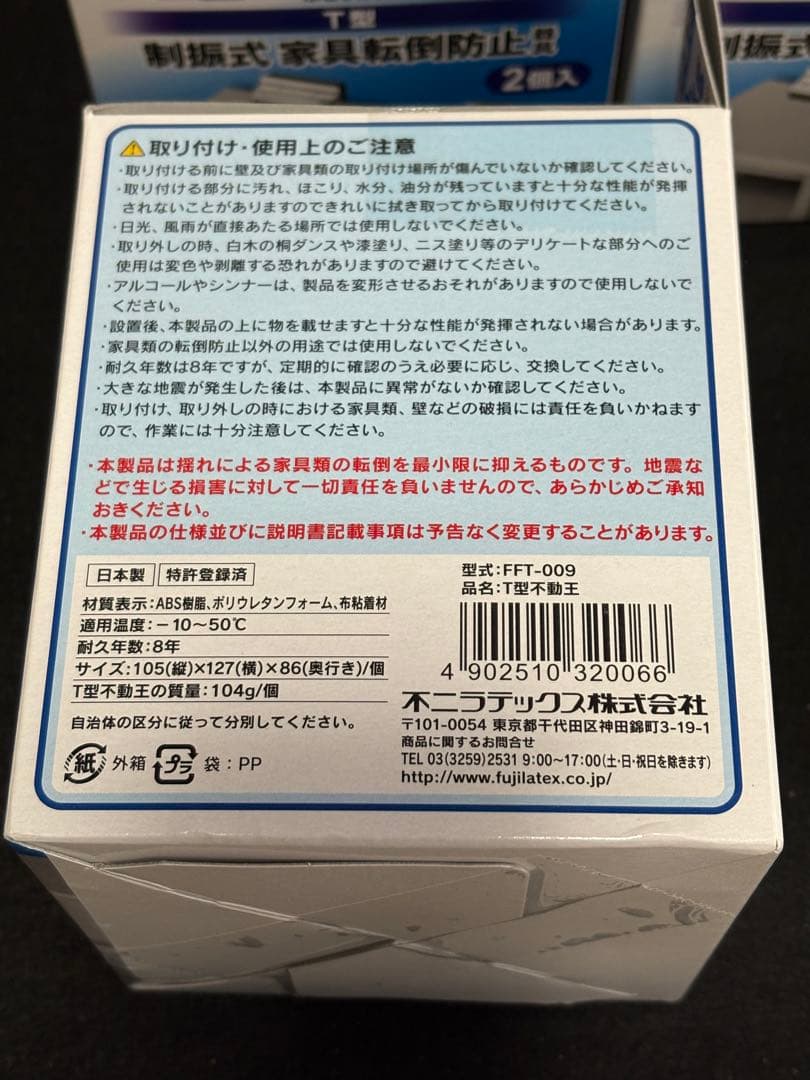 T型
制振式 家具転倒防止器具
2個入
制振式 家具転
⚠取り付け・使用上のご注意
・取り付ける前に壁及び家具類の取り付け場所が傷んでいないか確認してください。
・取り付ける部分に汚れ、ほこり、水分、油分が残っていますと十分な性能が発揮
されないことがありますのできれいに拭き取ってから取り付けてください。
・日光、風雨が直接あたる場所では使用しないでください。
・取り外しの時、白木の桐ダンスや漆塗り、ニス塗り等のデリケートな部分へのご
使用は変色や剥離する恐れがありますので避けてください。
・アルコールやシンナーは、製品を変形させるおそれがありますので使用しないで
ください。
・設置後、本製品の上に物を載せますと十分な性能が発揮されない場合があります。
・家具類の転倒防止以外の用途では使用しないでください。
・耐久年数は8年ですが、定期的に確認のうえ必要に応じ、交換してください。
・大きな地震が発生した後は、本製品に異常がないか確認してください。
・取り付け、取り外しの時における家具類、壁などの破損には責任を負いかねます
ので、作業には十分注意してください。
・本製品は揺れによる家具類の転倒を最小限に抑えるものです。地震な
どで生じる損害に対して一切責任を負いませんので、あらかじめご承知
おきください。
・本製品の仕様並びに説明書記載事項は予告なく変更することがあります。
日本製 特許登録済
材質表示:ABS樹脂、ポリウレタンフォーム、布粘着材
適用温度:－10～50℃
耐久年数:8年
サイズ:105(縦)×127(横)×86(奥行き)/個
T型不動王の質量:104g/個
自治体の区分に従って分別してください。
紙 外箱 プラ 袋:PP
型式:FFT-009
品名:T型不動王
4 902510 320066
不二ラテックス株式会社
〒101-0054 東京都千代田区神田錦町3-19-1
商品に関するお問合せ
TEL 03(3259)2531 9:00～17:00(土・日・祝日を除きます)
http://www.fujilatex.co.jp/